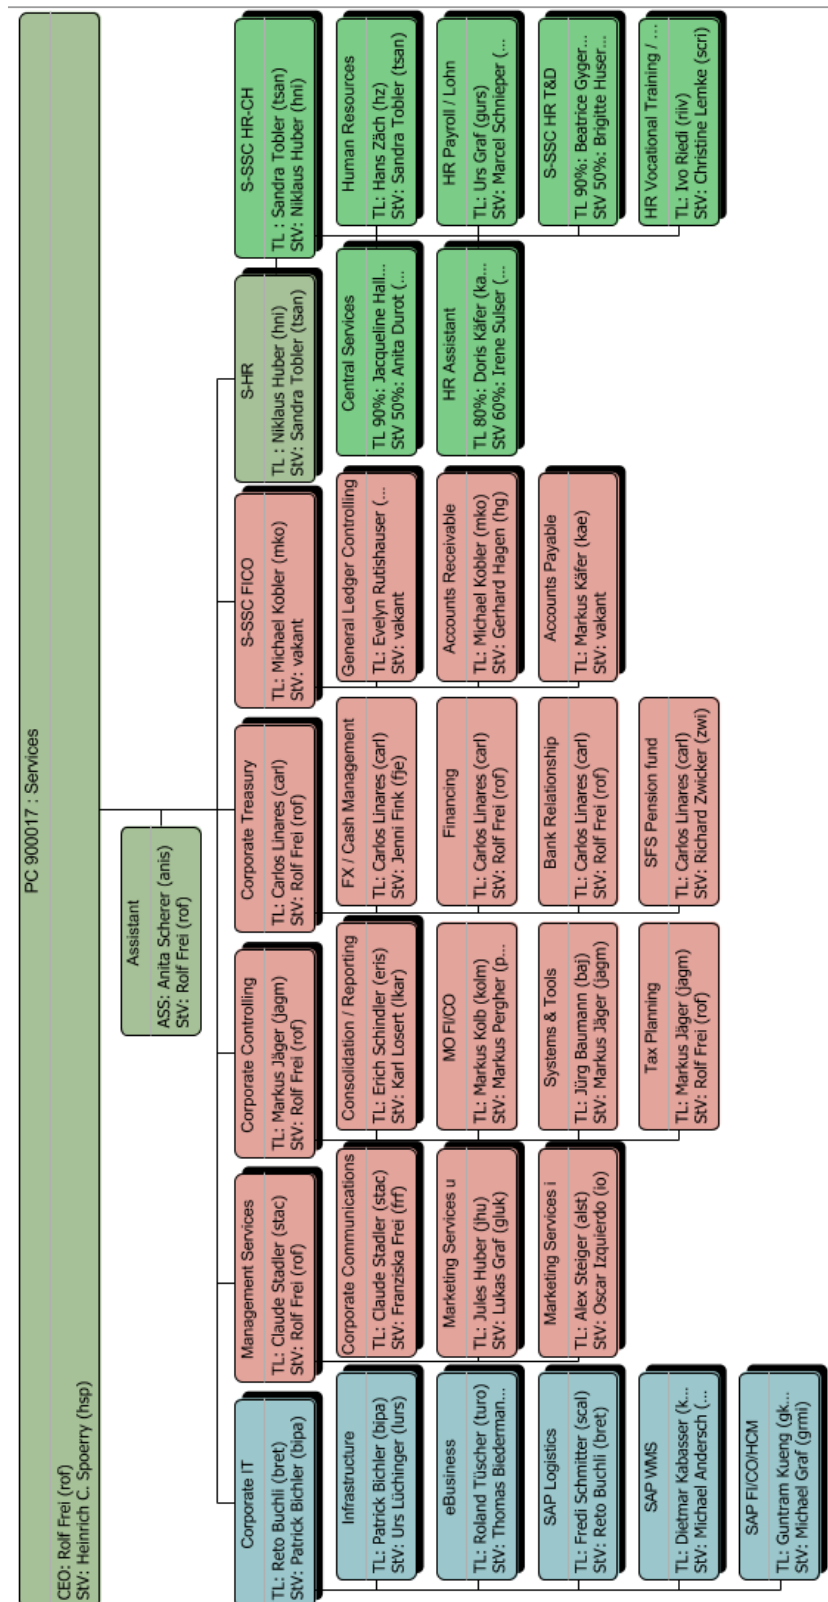 PC 900017 : Services
CEO: Rolf Frei (rof)
StV: Heinrich C. Spoerry (hsp)
Assistant
ASS: Anita Scherer (anis)
StV: Rolf Frei (rof)
Corporate IT
TL: Reto Buchli (bret)
StV: Patrick Bichler (bipa)
Infrastructure
TL: Patrick Bichler (bipa)
StV: Urs Lüchinger (lurs)
eBusiness
TL: Roland Tüscher (turo)
StV: Thomas Biederman...
SAP Logistics
TL: Fredi Schmitter (scal)
StV: Reto Buchli (bret)
SAP WMS
TL: Dietmar Kabasser (k...
StV: Michael Andersch (...
SAP FI/CO/HCM
TL: Guntram Kueng (gk...
StV: Michael Graf (grmi)
Management Services
TL: Claude Stadler (stac)
StV: Rolf Frei (rof)
Corporate Communications
TL: Claude Stadler (stac)
StV: Franziska Frei (frf)
Marketing Services u
TL: Jules Huber (jhu)
StV: Lukas Graf (gluk)
Marketing Services i
TL: Alex Steiger (alst)
StV: Oscar Izquierdo (io)
Corporate Controlling
TL: Markus Jäger (jagm)
StV: Rolf Frei (rof)
Consolidation / Reporting
TL: Erich Schindler (eris)
StV: Karl Losert (lkar)
MO FI/CO
TL: Markus Kolb (kolm)
StV: Markus Pergher (p...
Systems & Tools
TL: Jürg Baumann (baj)
StV: Markus Jäger (jagm)
Tax Planning
TL: Markus Jäger (jagm)
StV: Rolf Frei (rof)
Corporate Treasury
TL: Carlos Linares (carl)
StV: Rolf Frei (rof)
FX / Cash Management
TL: Carlos Linares (carl)
StV: Jenni Fink (fje)
Financing
TL: Carlos Linares (carl)
StV: Rolf Frei (rof)
Bank Relationship
TL: Carlos Linares (carl)
StV: Rolf Frei (rof)
SFS Pension fund
TL: Carlos Linares (carl)
StV: Richard Zwicker (zwi)
S-SSC FICO
TL: Michael Kobler (mko)
StV: vakant
General Ledger Controlling
TL: Evelyn Rutishauser (...
StV: vakant
Accounts Receivable
TL: Michael Kobler (mko)
StV: Gerhard Hagen (hg)
Accounts Payable
TL: Markus Käfer (kae)
StV: vakant
S-HR
TL : Niklaus Huber (hni)
StV: Sandra Tobler (tsan)
Central Services
TL 90%: Jacqueline Hall...
StV 50%: Anita Durot (...
HR Assistant
TL 80%: Doris Käfer (ka...
StV 60%: Irene Sulser (...
S-SSC HR-CH
TL : Sandra Tobler (tsan)
StV: Niklaus Huber (hni)
Human Resources
TL: Hans Zäch (hz)
StV: Sandra Tobler (tsan)
HR Payroll / Lohn
TL: Urs Graf (gurs)
StV: Marcel Schnieper (...
S-SSC HR T&D
TL 90%: Beatrice Gyger...
StV 50%: Brigitte Huser...
HR Vocational Training / ...
TL: Ivo Riedi (riiv)
StV: Christine Lemke (scri)